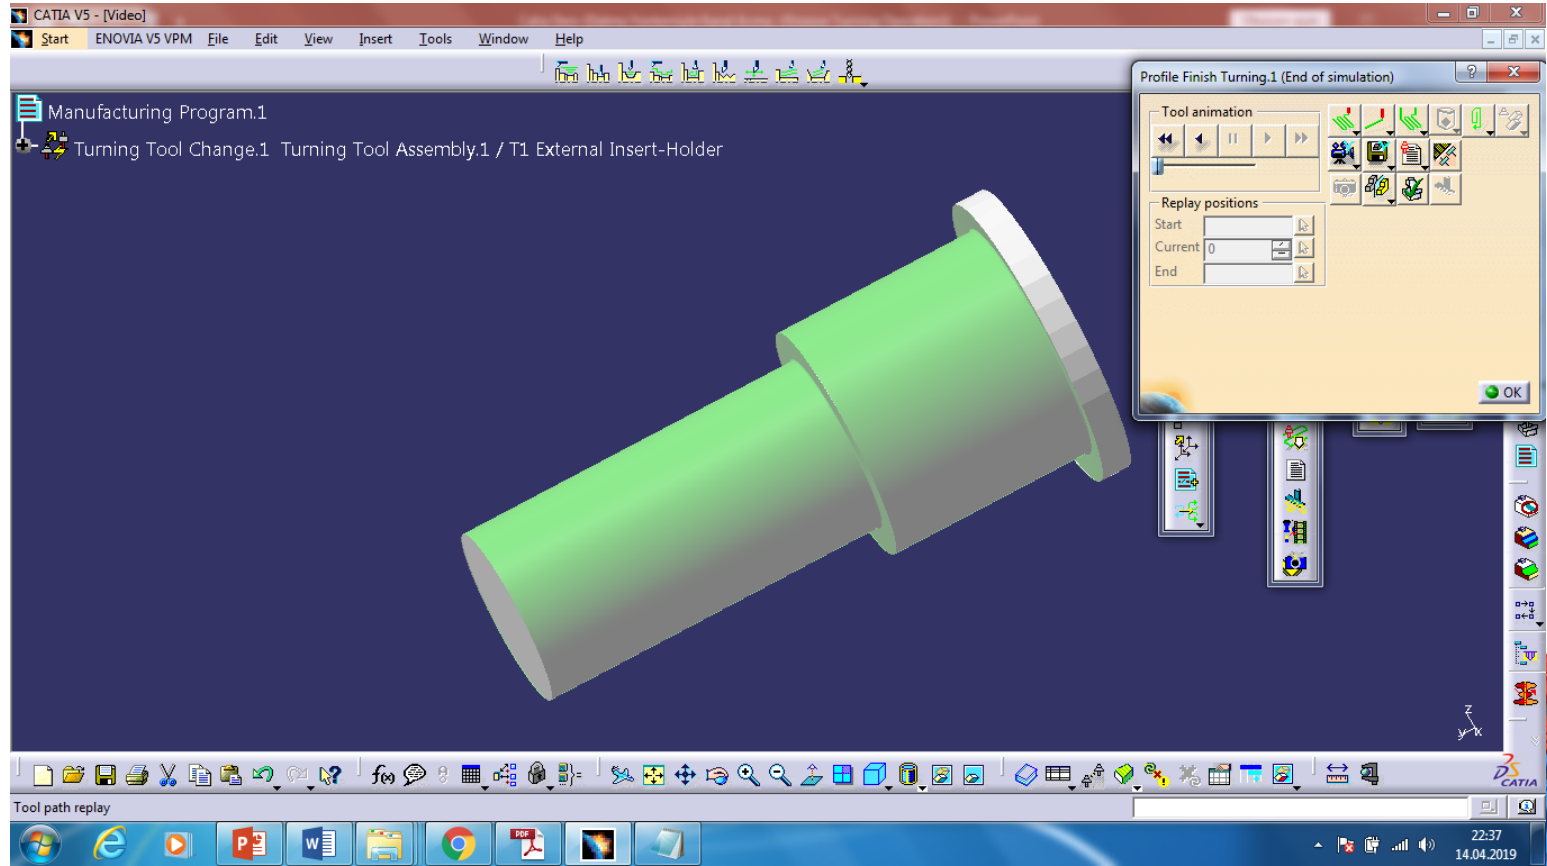 CATIA V5 - [Video]
Start ENOVIA V5 VPM File Edit View Insert Tools Window Help
Profile Finish Turning.1 (End of simulation)
Manufacturing Program.1
Turning Tool Change.1 Turning Tool Assembly.1 / T1 External Insert-Holder
Tool animation
Replay positions
Start
Current 0
End
OK
z
y x
f(x)
DS
CATIA
Tool path replay
P
W
PDF
22:37
14.04.2019